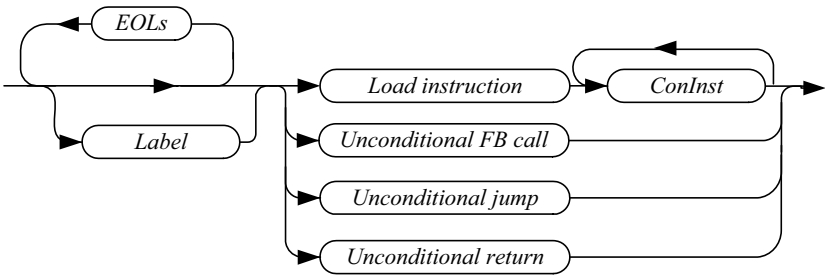 EOLs
Load instruction
ConInst
Label
Unconditional FB call
Unconditional jump
Unconditional return